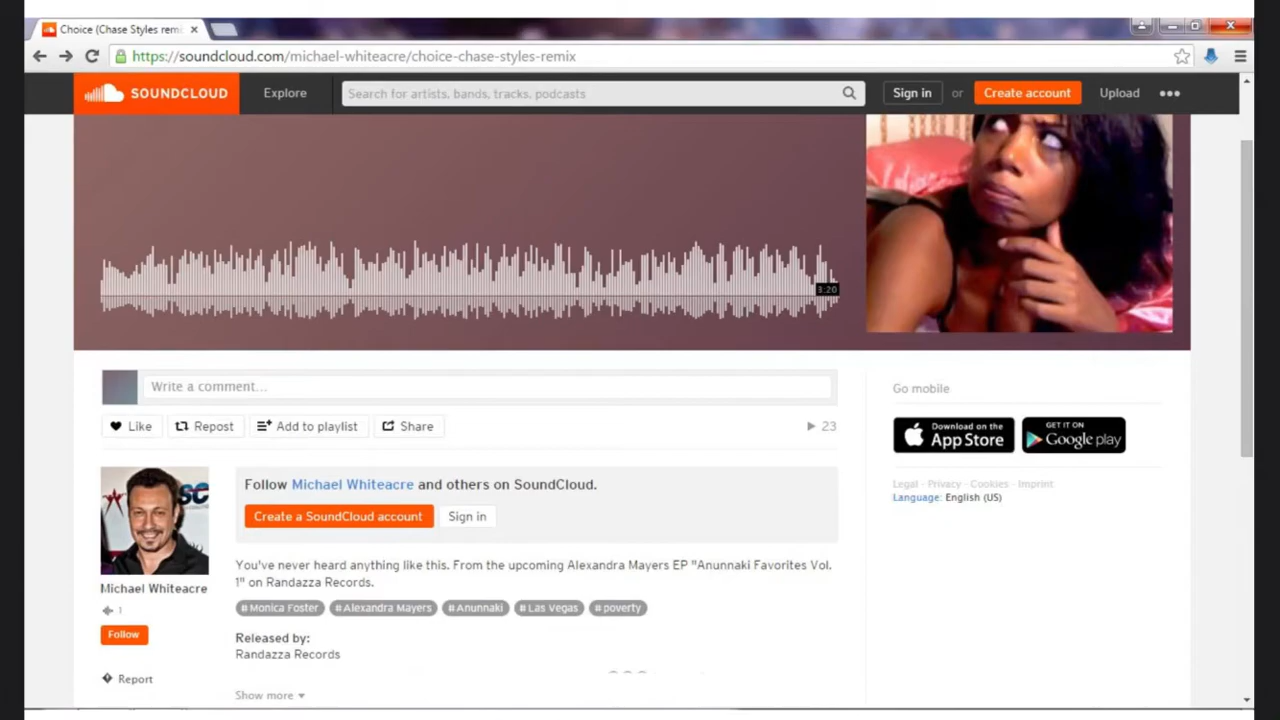 Choice (Chase Styles remi
https://soundcloud.com/michael-whiteacre/choice-chase-styles-remix
SOUNDCLOUD Explore Search for artists, bands, tracks, podcasts Sign in or Create account Upload
3:20
Write a comment...
Like Repost Add to playlist Share 23
Go mobile
Download on the App Store
GET IT ON Google play
Legal - Privacy - Cookies - Imprint
Language: English (US)
SC
Michael Whiteacre
1
Follow
Report
Follow Michael Whiteacre and others on SoundCloud.
Create a SoundCloud account Sign in
You've never heard anything like this. From the upcoming Alexandra Mayers EP "Anunnaki Favorites Vol.
1" on Randazza Records.
# Monica Foster # Alexandra Mayers # Anunnaki # Las Vegas # poverty
Released by:
Randazza Records
Show more